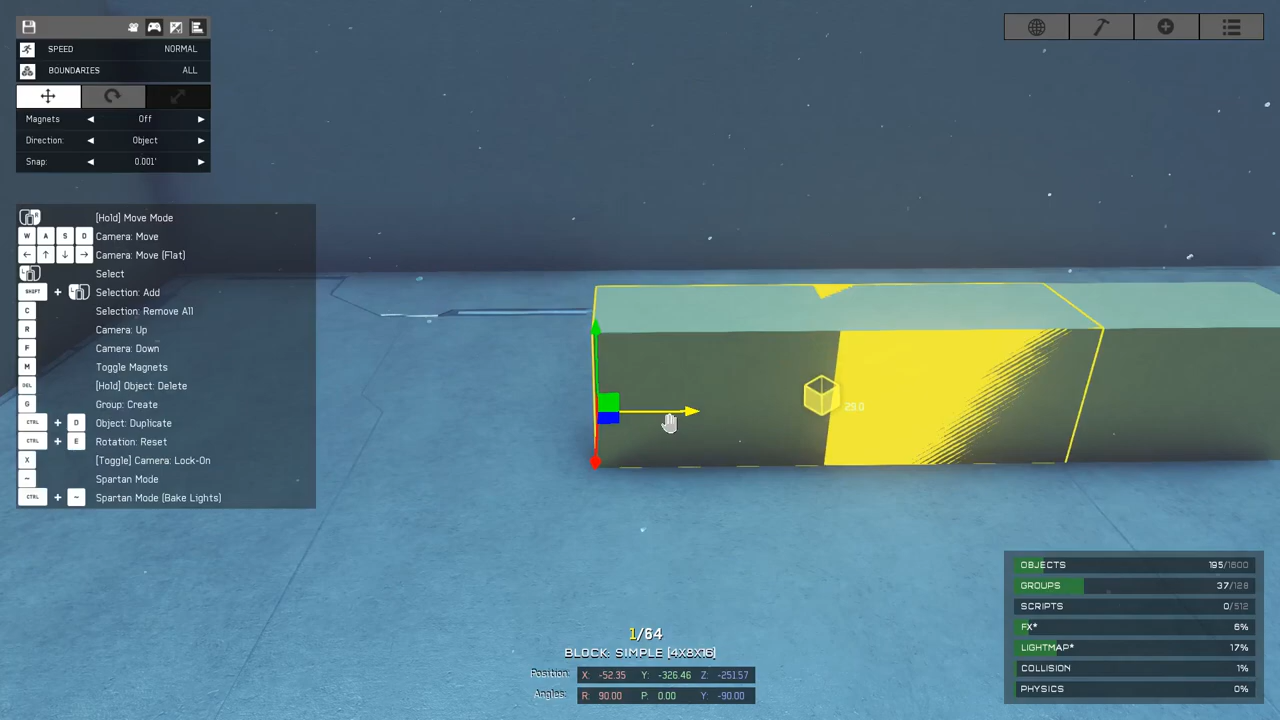 SPEED NORMAL
BOUNDARIES ALL
Magnets Off
Direction: Object
Snap: 0.001'
R [Hold] Move Mode
W A S D Camera: Move
← ↑ ↓ → Camera: Move (Flat)
L Select
SHIFT + L Selection: Add
C Selection: Remove All
R Camera: Up
F Camera: Down
M Toggle Magnets
DEL [Hold] Object: Delete
G Group: Create
CTRL + D Object: Duplicate
CTRL + E Rotation: Reset
X [Toggle] Camera: Lock-On
~ Spartan Mode
CTRL + ~ Spartan Mode (Bake Lights)
29.0
OBJECTS 195/1600
GROUPS 37/128
SCRIPTS 0/512
FX* 6%
LIGHTMAP* 17%
COLLISION 1%
PHYSICS 0%
1/64
BLOCK: SIMPLE [4X8X16]
Position: X: -52.35 Y: -326.46 Z: -251.57
Angles: R: 90.00 P: 0.00 Y: -90.00